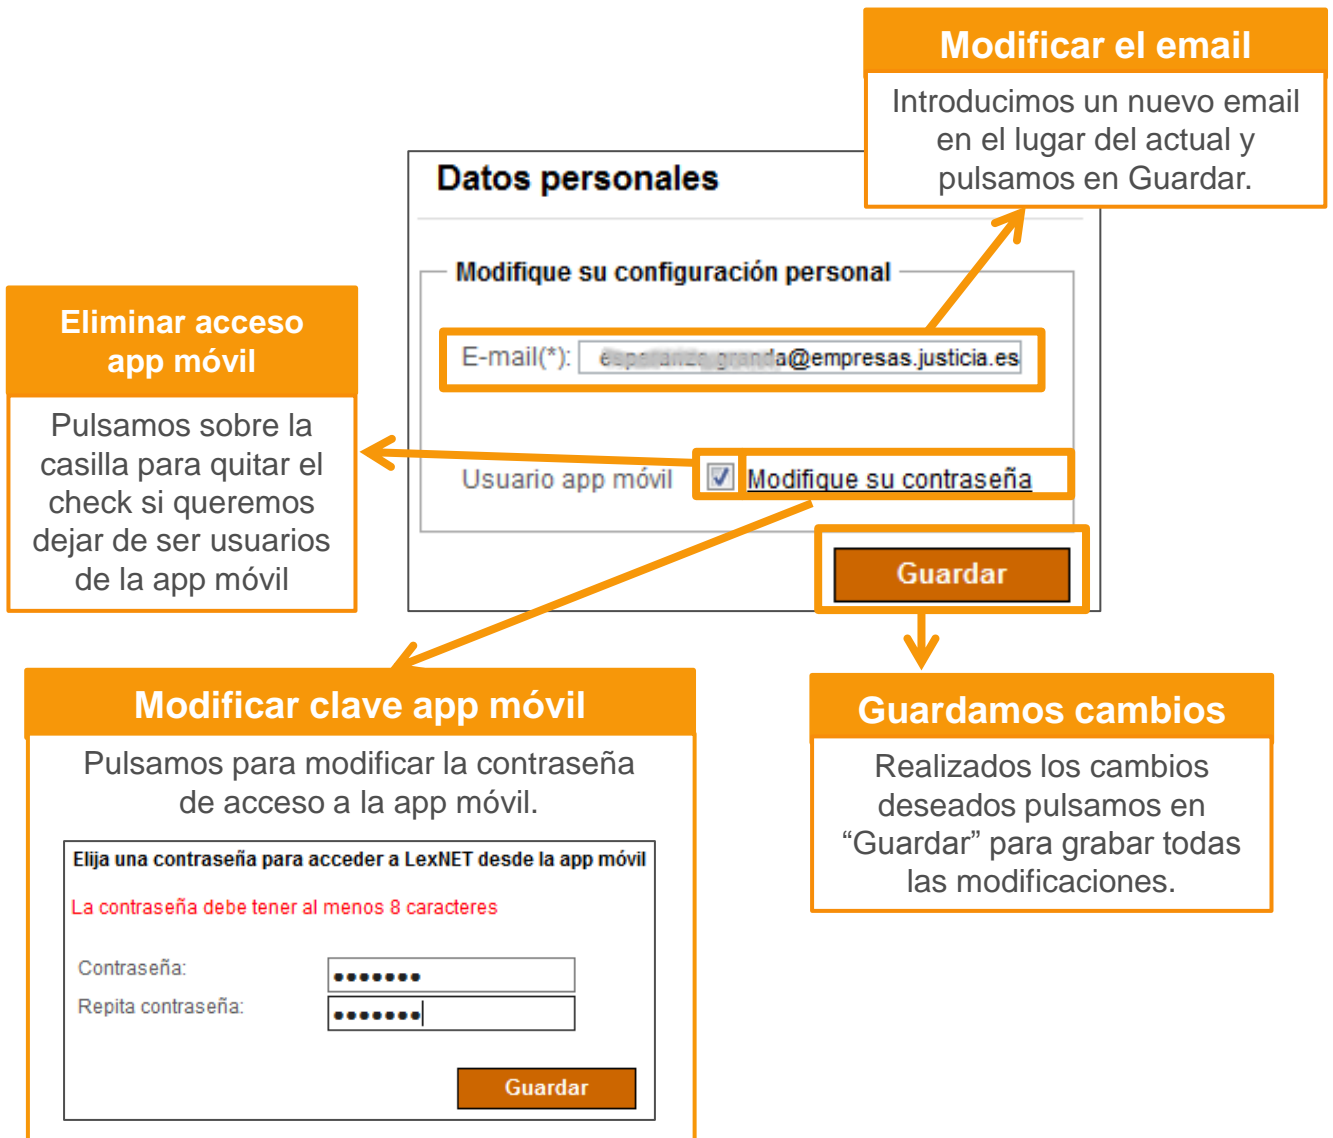 Modificar el email
Introducimos un nuevo email
en el lugar del actual y
pulsamos en Guardar.
Datos personales
Modifique su configuración personal
E-mail(*): @empresas.justicia.es
Eliminar acceso
app móvil
Pulsamos sobre la
casilla para quitar el
check si queremos
dejar de ser usuarios
de la app móvil
Usuario app móvil Modifique su contraseña
Guardar
Modificar clave app móvil
Pulsamos para modificar la contraseña
de acceso a la app móvil.
Elija una contraseña para acceder a LexNET desde la app móvil
La contraseña debe tener al menos 8 caracteres
Contraseña: •••••••
Repita contraseña: •••••••
Guardar
Guardamos cambios
Realizados los cambios
deseados pulsamos en
“Guardar” para grabar todas
las modificaciones.